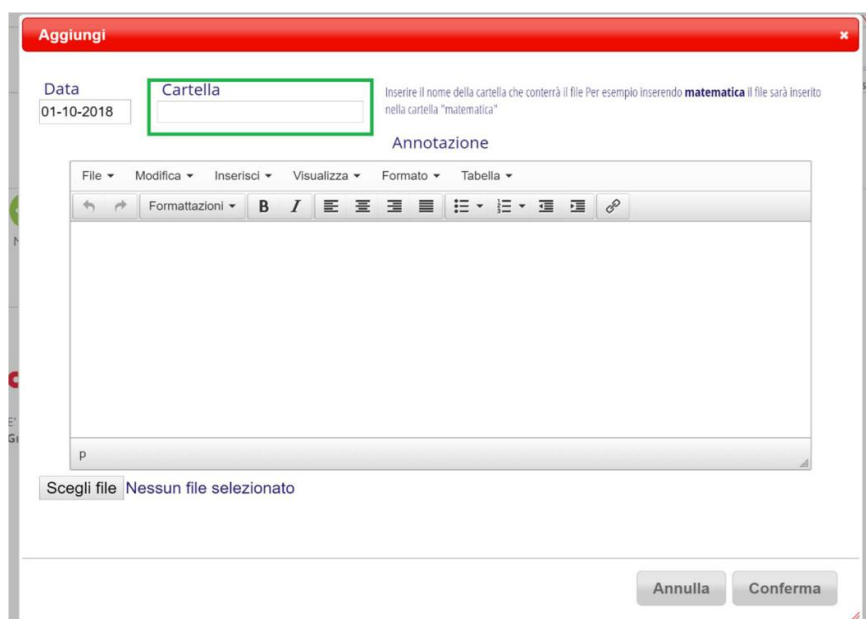 Aggiungi
Data
Cartella
Inserire il nome della cartella che conterrà il file Per esempio inserendo matematica il file sarà inserito
nella cartella "matematica"
01-10-2018
Annotazione
File Modifica Inserisci Visualizza Formato Tabella
Formattazioni B I
p
Scegli file Nessun file selezionato
Annulla Conferma